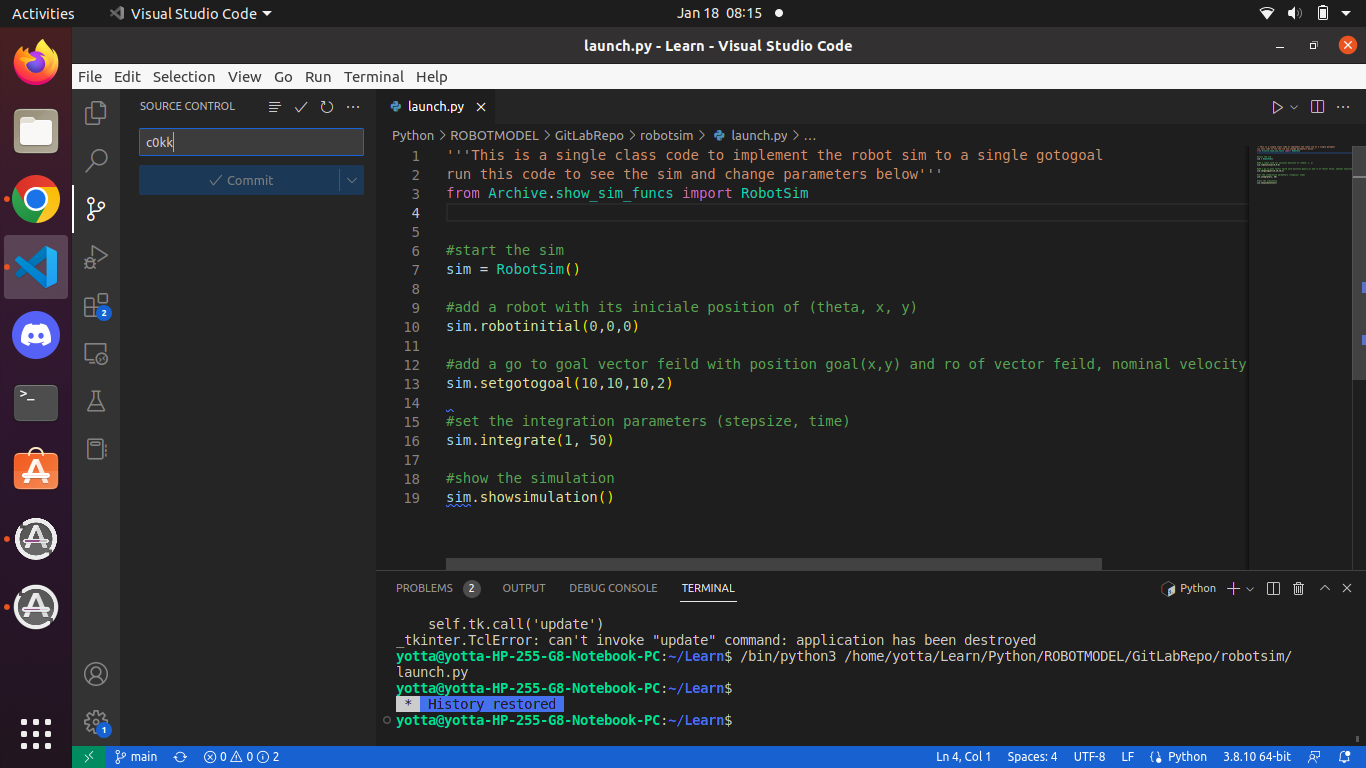 Activities Visual Studio Code Jan 18 08:15
launch.py - Learn - Visual Studio Code
File Edit Selection View Go Run Terminal Help
SOURCE CONTROL
c0kk
Commit
2
1
launch.py
Python > ROBOTMODEL > GitLabRepo > robotsim > launch.py > ...
1 '''This is a single class code to implement the robot sim to a single gotogoal
2 run this code to see the sim and change parameters below'''
3 from Archive.show_sim_funcs import RobotSim
4
5
6 #start the sim
7 sim = RobotSim()
8
9 #add a robot with its iniciale position of (theta, x, y)
10 sim.robotinitial(0,0,0)
11
12 #add a go to goal vector feild with position goal(x,y) and ro of vector feild, nominal velocity
13 sim.setgotogoal(10,10,10,2)
14
15 #set the integration parameters (stepsize, time)
16 sim.integrate(1, 50)
17
18 #show the simulation
19 sim.showsimulation()
PROBLEMS 2 OUTPUT DEBUG CONSOLE TERMINAL Python
self.tk.call('update')
_tkinter.TclError: can't invoke "update" command: application has been destroyed
yotta@yotta-HP-255-G8-Notebook-PC:~/Learn$ /bin/python3 /home/yotta/Learn/Python/ROBOTMODEL/GitLabRepo/robotsim/
launch.py
yotta@yotta-HP-255-G8-Notebook-PC:~/Learn$
* History restored
yotta@yotta-HP-255-G8-Notebook-PC:~/Learn$
main 0 0 2 Ln 4, Col 1 Spaces: 4 UTF-8 LF Python 3.8.10 64-bit